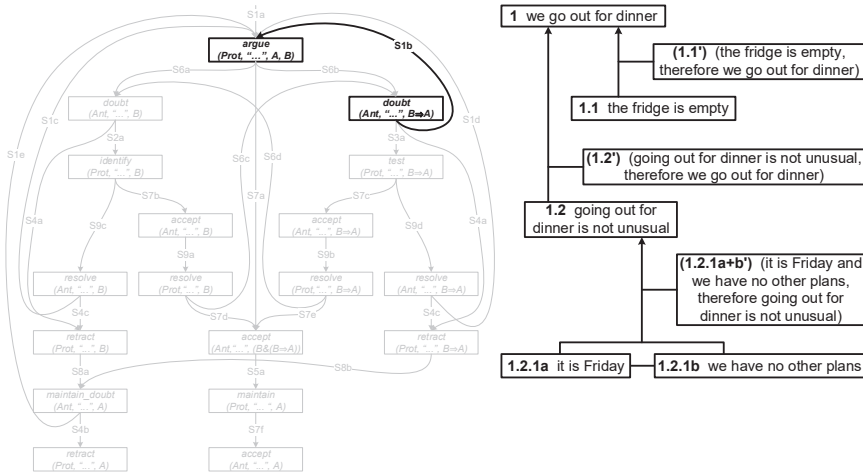 S1a
argue
(Prot, “...”, A, B)
S1b
S6a
S6b
doubt
(Ant, “...”, B)
doubt
(Ant, “...”, B⇒A)
S1c
S1d
S1e
S2a
S6c
S6d
S3a
identify
(Prot, “...”, B)
test
(Prot, “...”, B⇒A)
S7b
S7a
S7c
S4a
S4a
accept
(Ant, “...”, B)
accept
(Ant, “...”, B⇒A)
S9c
S9a
S9b
S9d
resolve
(Ant, “...”, B)
resolve
(Prot,“...”, B)
resolve
(Prot,“...”, B⇒A)
resolve
(Ant, “...”, B⇒A)
S4c
S7d
S7e
S4c
retract
(Prot, “...”, B)
accept
(Ant,“...”, (B&(B⇒A))
retract
(Prot, “...”, B⇒A)
S8a
S5a
S8b
maintain_doubt
(Ant, “...”, A)
maintain
(Prot, “...”, A)
S4b
S7f
retract
(Prot, “...”, A)
accept
(Ant, “...”, A)
1 we go out for dinner
(1.1') (the fridge is empty,
therefore we go out for dinner)
1.1 the fridge is empty
(1.2') (going out for dinner is not unusual,
therefore we go out for dinner)
1.2 going out for
dinner is not unusual
(1.2.1a+b') (it is Friday and
we have no other plans,
therefore going out for
dinner is not unusual)
1.2.1a it is Friday
1.2.1b we have no other plans